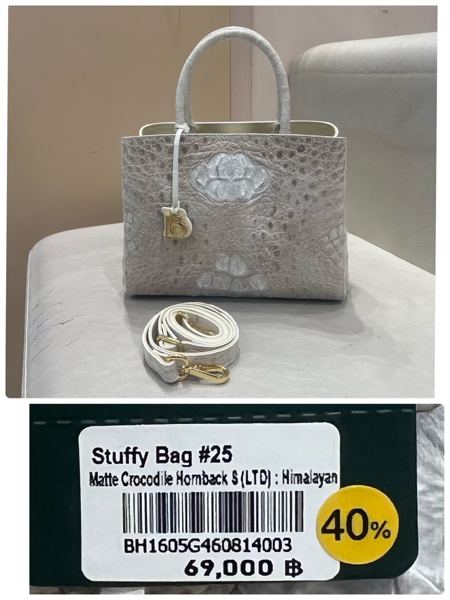 Stuffy Bag #25
Matte Crocodile Hornback S (LTD) : Himalayan
BH1605G460814003
69,000 ฿
40%